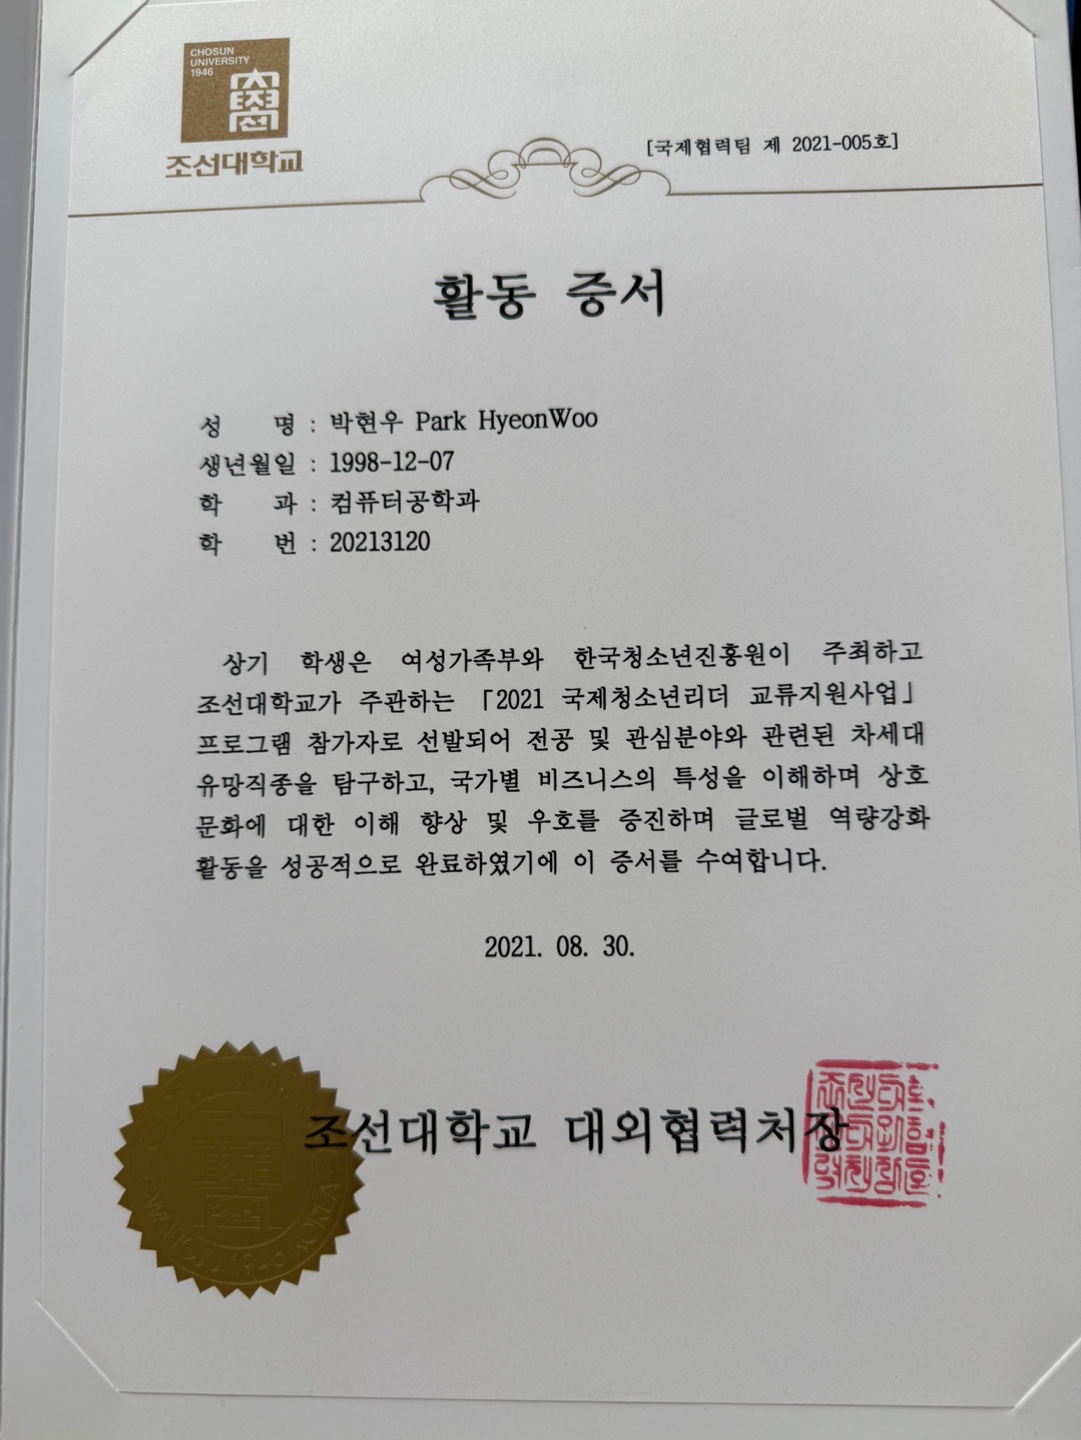 CHOSUN
UNIVERSITY
1946
조선대학교
[국제협력팀 제 2021-005호]
활동 증서
성 명 : 박현우 Park HyeonWoo
생년월일 : 1998-12-07
학 과 : 컴퓨터공학과
학 번 : 20213120
상기 학생은 여성가족부와 한국청소년진흥원이 주최하고
조선대학교가 주관하는 「2021 국제청소년리더 교류지원사업」
프로그램 참가자로 선발되어 전공 및 관심분야와 관련된 차세대
유망직종을 탐구하고, 국가별 비즈니스의 특성을 이해하며 상호
문화에 대한 이해 향상 및 우호를 증진하며 글로벌 역량강화
활동을 성공적으로 완료하였기에 이 증서를 수여합니다.
2021. 08. 30.
조선대학교 대외협력처장